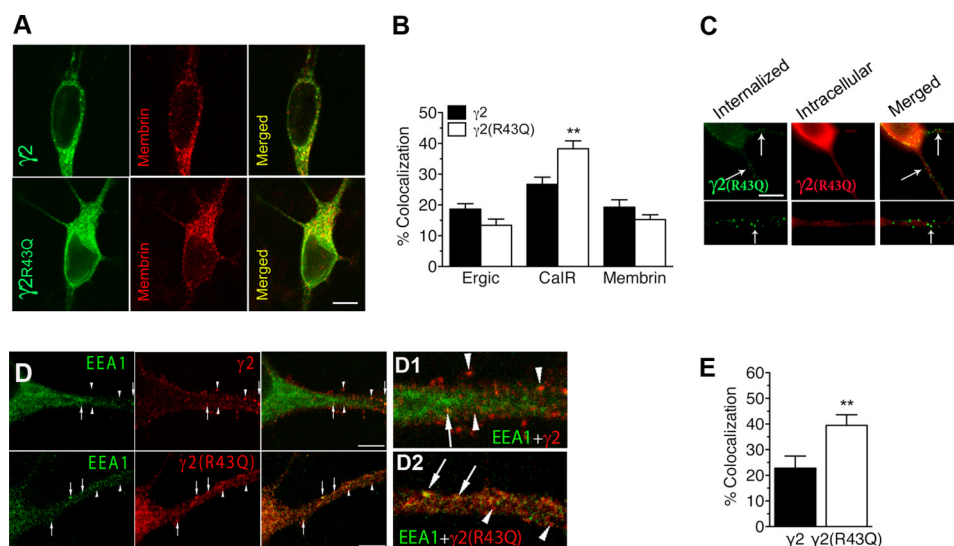 A
γ2
Membrin
Merged
γ2R43Q
Membrin
Merged
B
γ2
γ2(R43Q)
% Colocalization
50
40
30
20
10
0
**
Ergic
CalR
Membrin
C
Internalized
Intracellular
Merged
γ2(R43Q)
γ2(R43Q)
D
EEA1
γ2
EEA1
γ2(R43Q)
D1
EEA1+γ2
D2
EEA1+γ2(R43Q)
E
% Colocalization
60
50
40
30
20
10
0
**
γ2
γ2(R43Q)